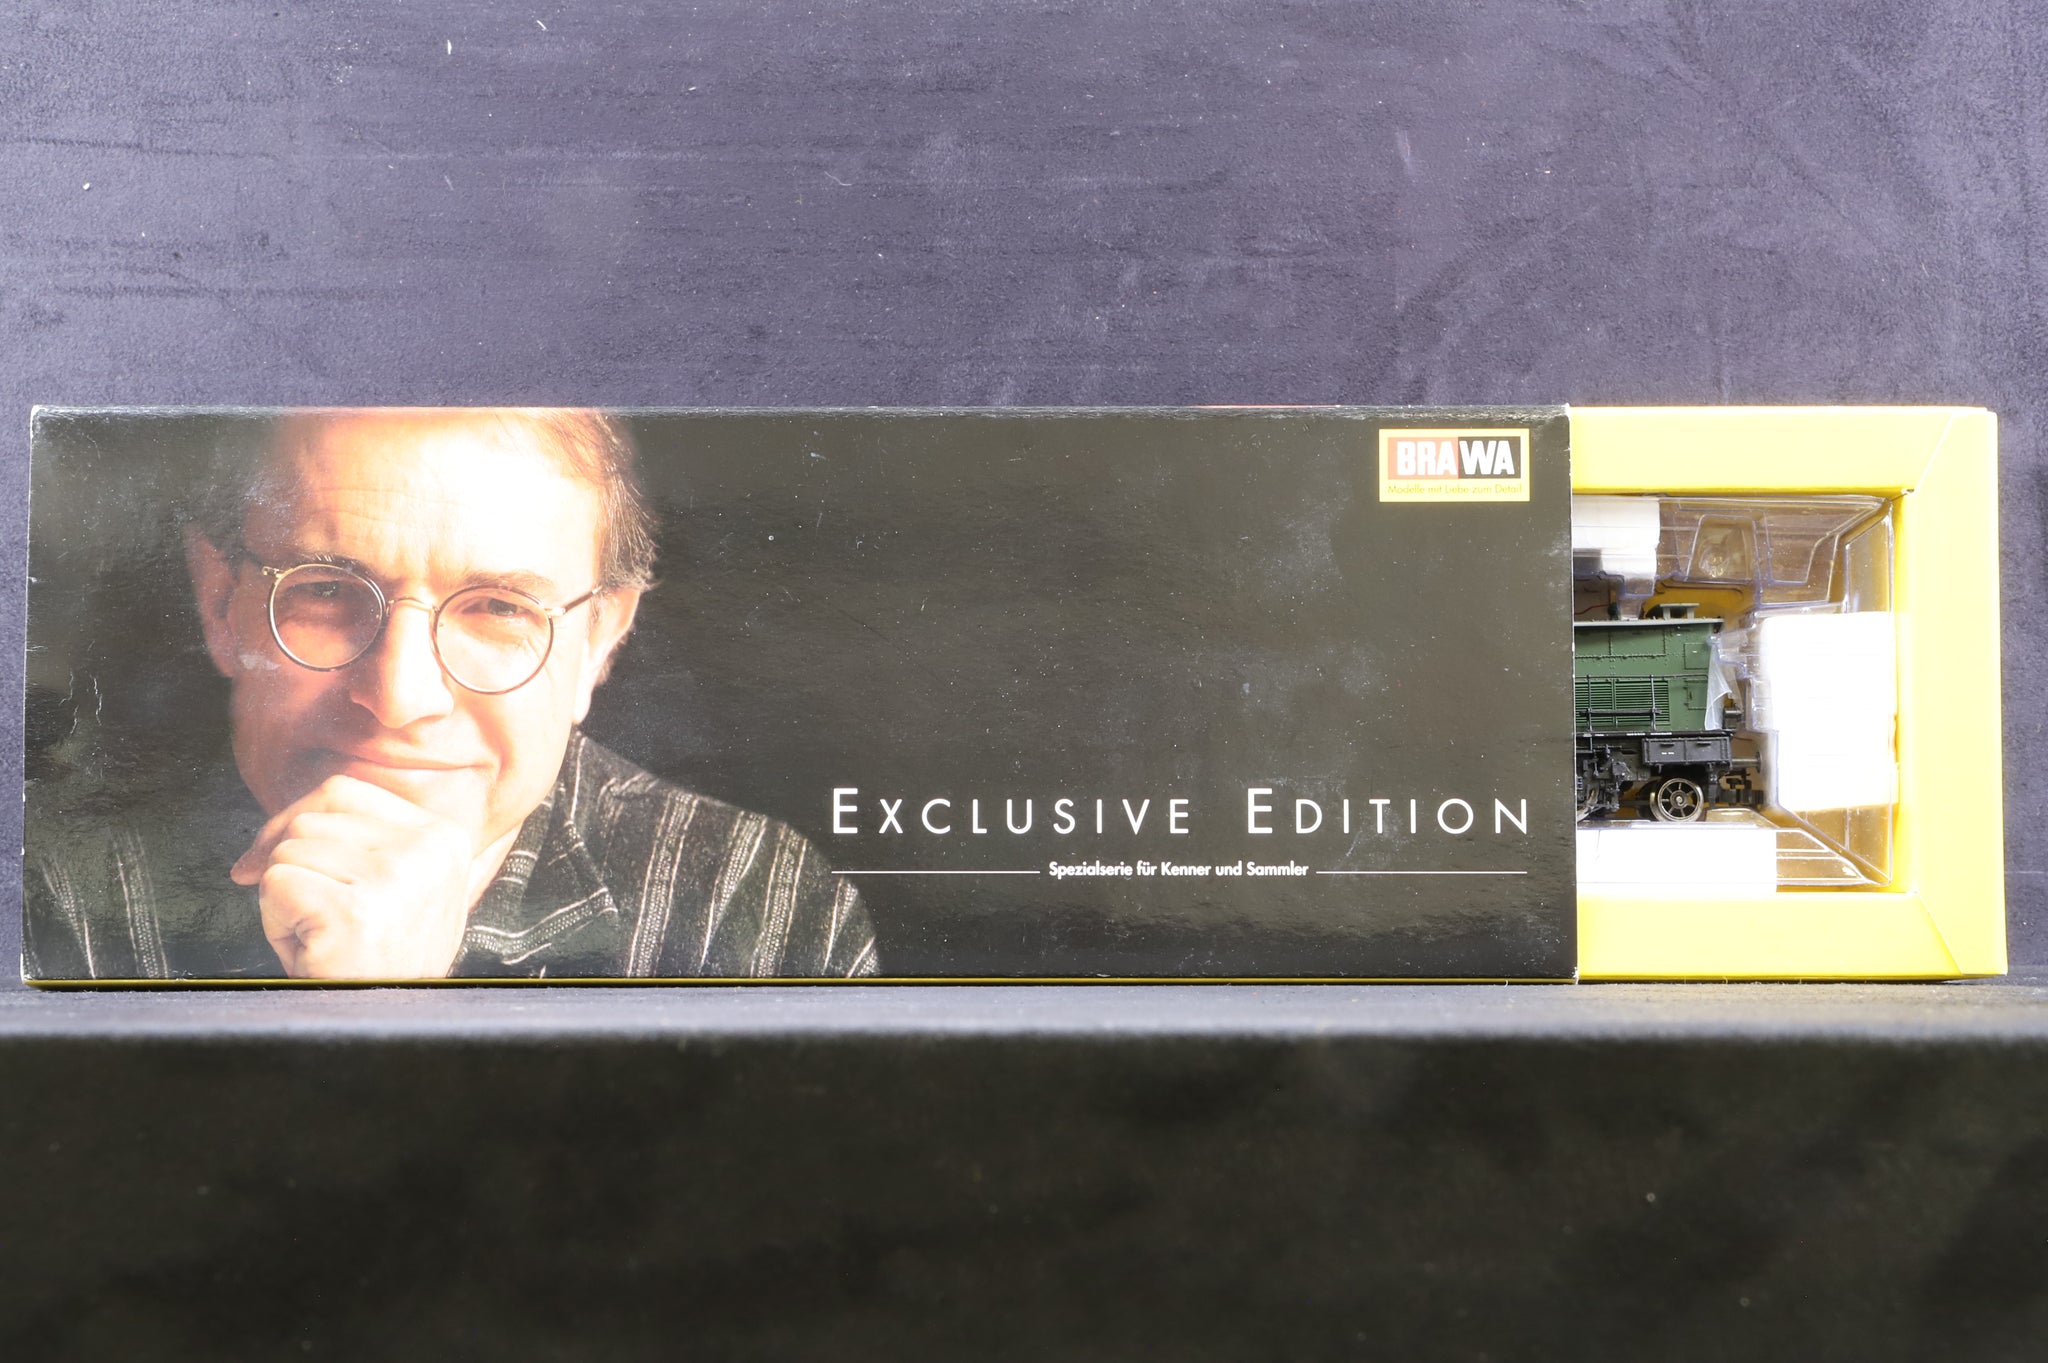 BRAWA
Modelle mit Liebe zum Detail
EXCLUSIVE EDITION
Spezialserie für Kenner und Sammler